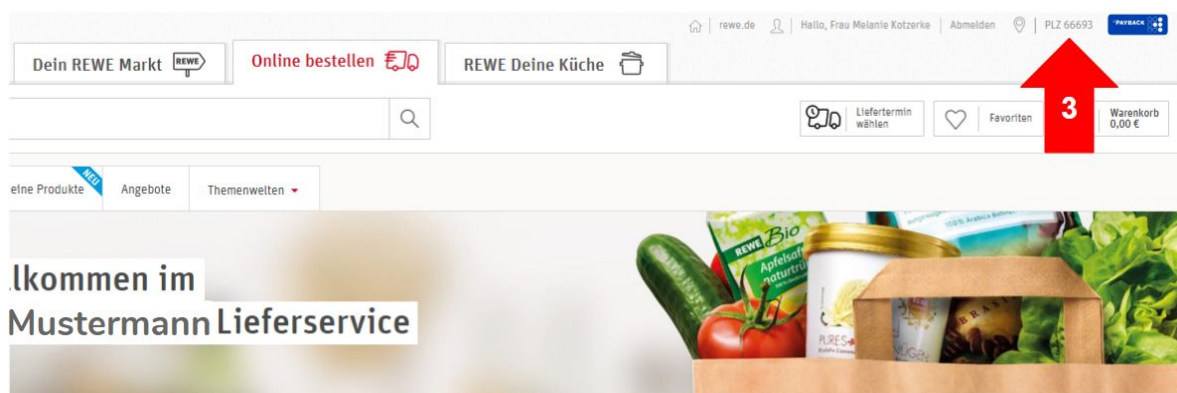 rewe.de | Hallo, Frau Melanie Kotzerke | Abmelden | PLZ 66693 PAYBACK
Dein REWE Markt REWE
Online bestellen
REWE Deine Küche
3
Liefertermin
wählen
Favoriten
Warenkorb
0,00 €
eine Produkte NEU
Angebote
Themenwelten
lkommen im
Mustermann Lieferservice
REWE Bio
Apfelsaft
naturtrüb
100% Arabica
PURES
BRASI